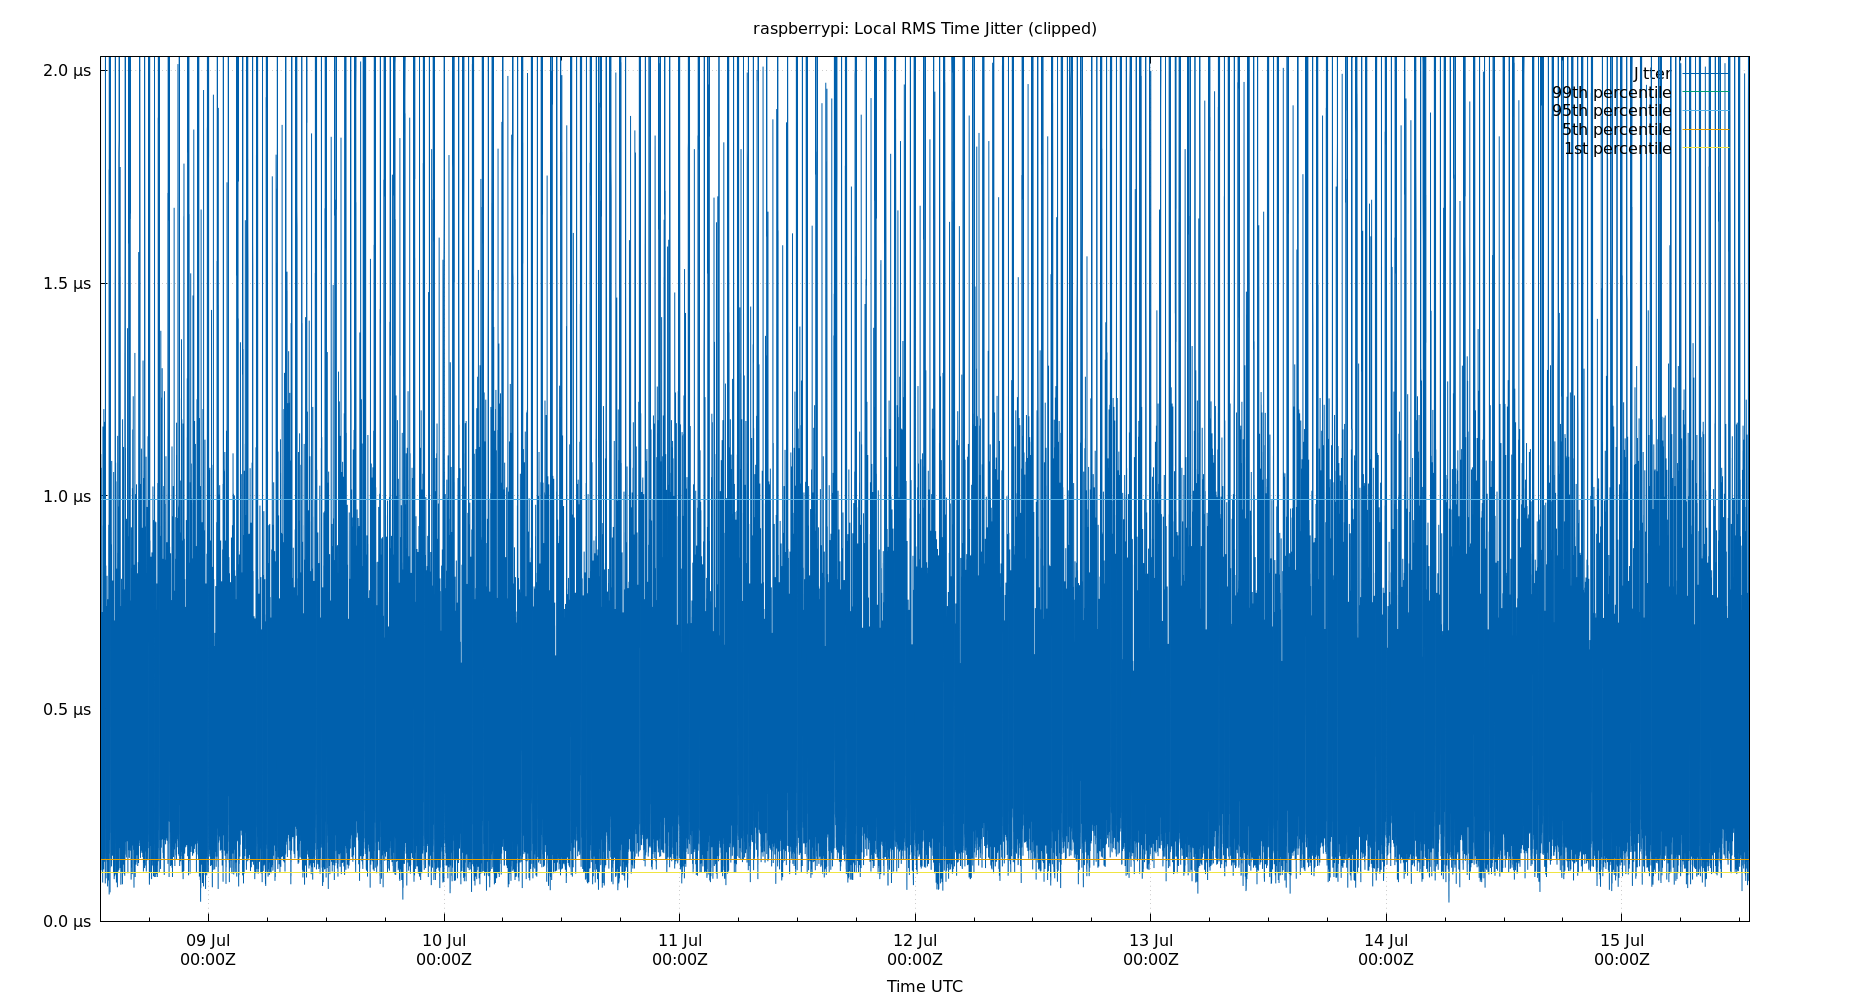 raspberrypi: Local RMS Time Jitter (clipped)
2.0 µs
1.5 µs
1.0 µs
0.5 µs
0.0 µs
Jitter
99th percentile
95th percentile
5th percentile
1st percentile
09 Jul
00:00Z
10 Jul
00:00Z
11 Jul
00:00Z
12 Jul
00:00Z
13 Jul
00:00Z
14 Jul
00:00Z
15 Jul
00:00Z
Time UTC